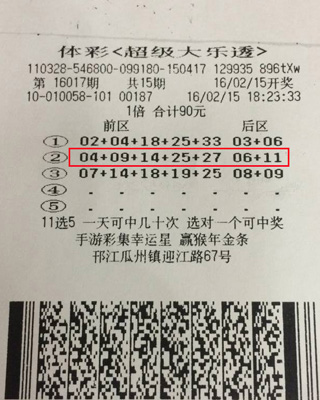 体彩<超级大乐透>
110328-546800-099180-150417 129935 896tXw
第 16017期 共15期 16/02/15开奖
10-010058-101 00187 16/02/15 18:23:33
1倍 合计90元
前区 后区
① 02+04+18+25+33 03+06
② 04+09+14+25+27 06+11
③ 07+14+18+19+25 08+09
④ - - - - - - -
⑤ - - - - - - -
11选5 一天可中几十次 选对一个可中奖
手游彩集幸运星 赢猴年金条
邗江瓜州镇迎江路67号